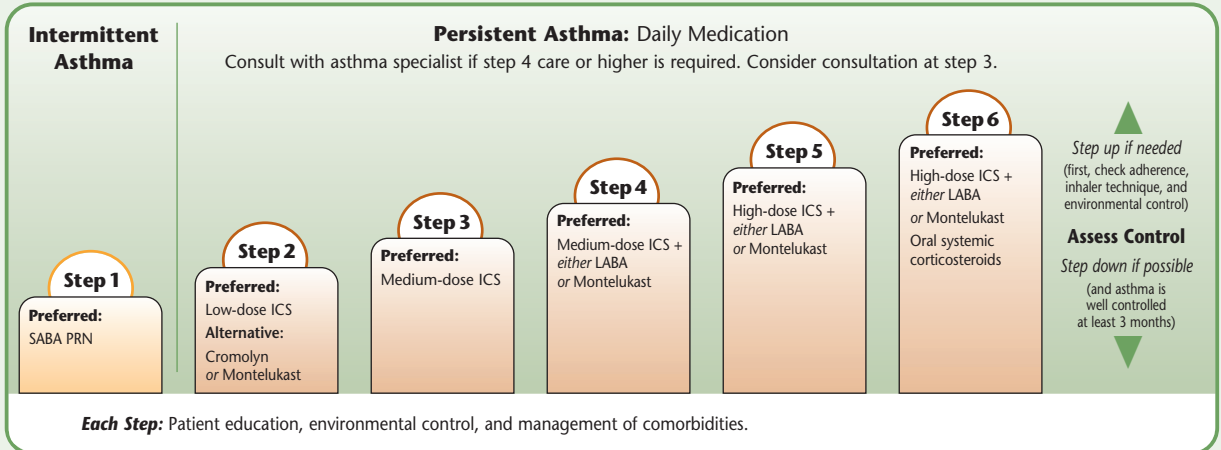 Intermittent
Asthma
Persistent Asthma: Daily Medication
Consult with asthma specialist if step 4 care or higher is required. Consider consultation at step 3.
Step 1
Preferred:
SABA PRN
Step 2
Preferred:
Low-dose ICS
Alternative:
Cromolyn
or Montelukast
Step 3
Preferred:
Medium-dose ICS
Step 4
Preferred:
Medium-dose ICS +
either LABA
or Montelukast
Step 5
Preferred:
High-dose ICS +
either LABA
or Montelukast
Step 6
Preferred:
High-dose ICS +
either LABA
or Montelukast
Oral systemic
corticosteroids
Step up if needed
(first, check adherence,
inhaler technique, and
environmental control)
Assess Control
Step down if possible
(and asthma is
well controlled
at least 3 months)
Each Step: Patient education, environmental control, and management of comorbidities.